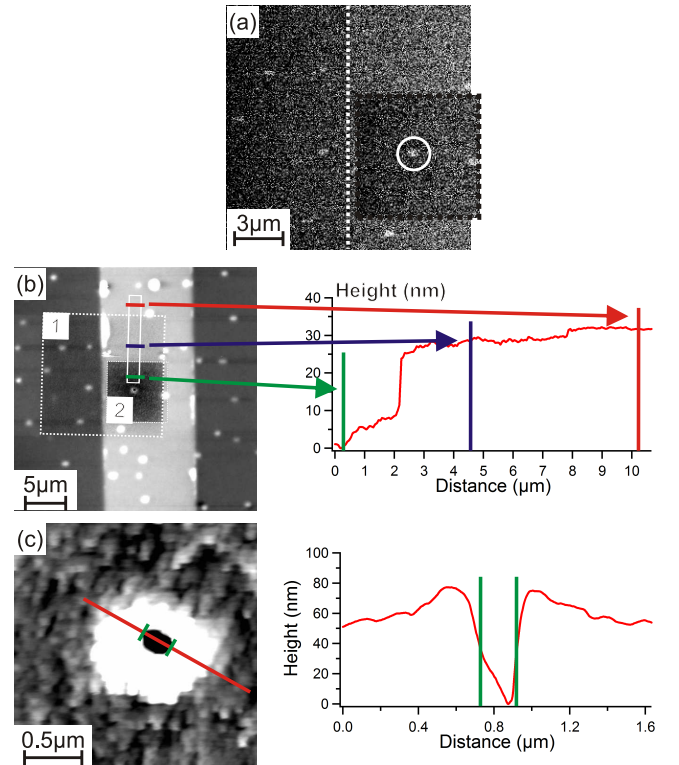 (a)
3µm
(b)
1
2
5µm
Height (nm)
40
30
20
10
0
0 1 2 3 4 5 6 7 8 9 10
Distance (µm)
(c)
0.5µm
Height (nm)
100
80
60
40
20
0
0.0 0.4 0.8 1.2 1.6
Distance (µm)